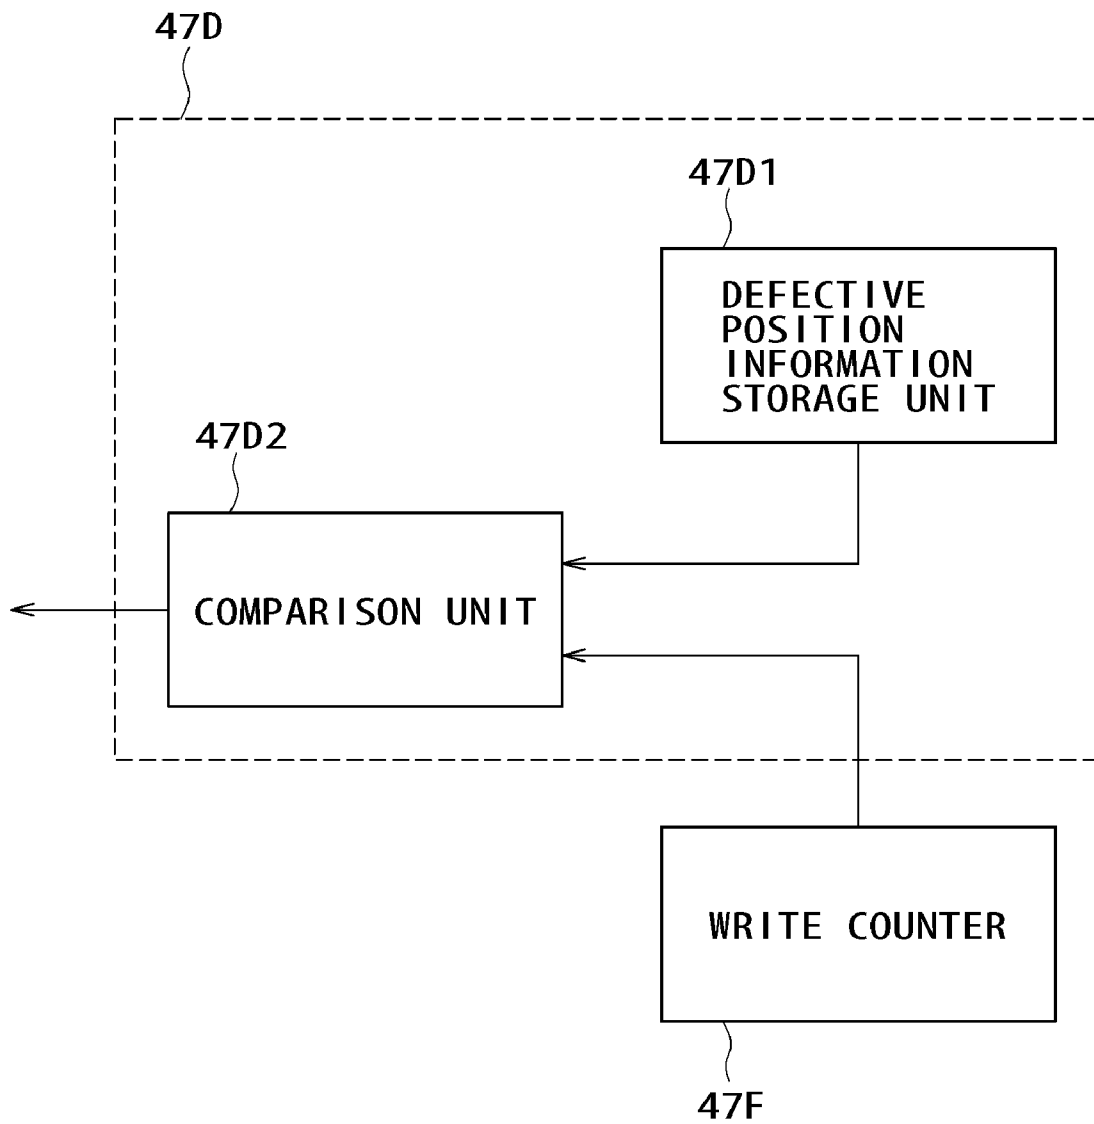 47D
47D1
DEFECTIVE
POSITION
INFORMATION
STORAGE UNIT
47D2
COMPARISON UNIT
WRITE COUNTER
47F